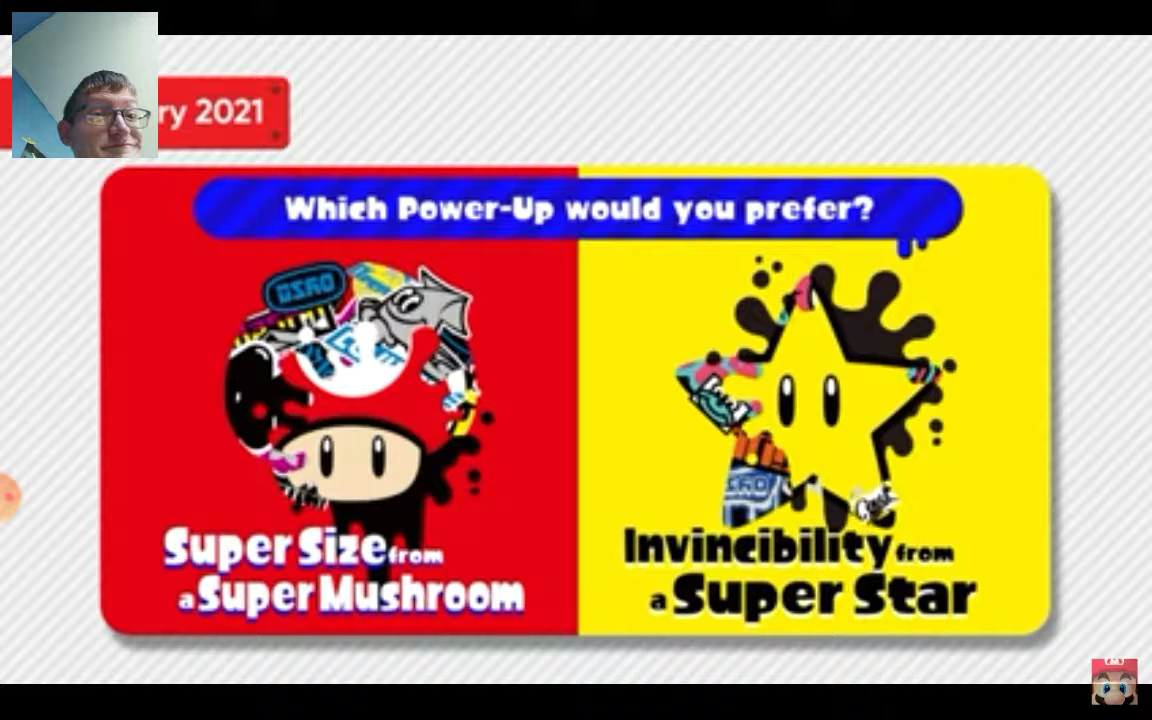 ry 2021
Which Power-Up would you prefer?
Super Size from
a Super Mushroom
Invincibility from
a Super Star